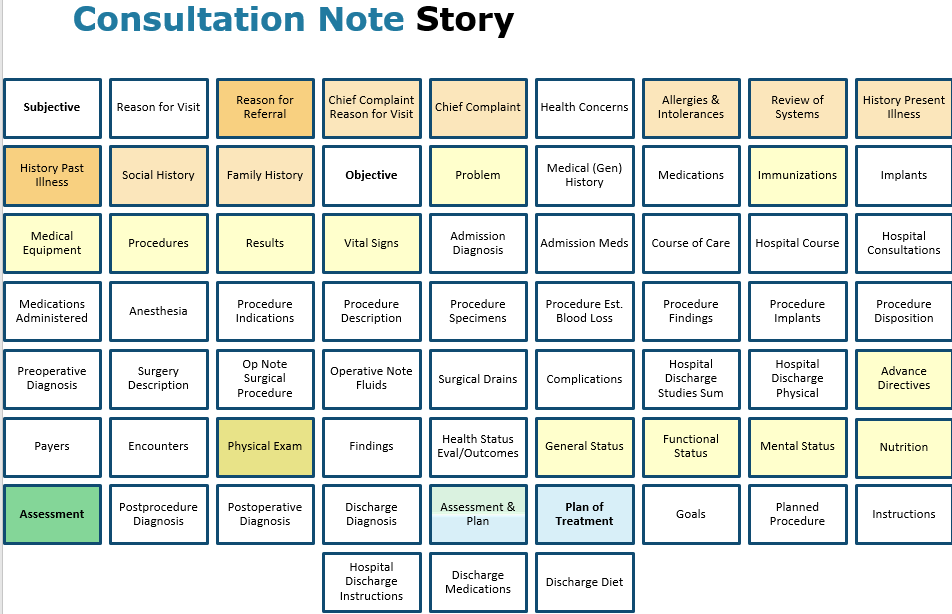 Consultation Note Story
Subjective
Reason for Visit
Reason for
Referral
Chief Complaint
Reason for Visit
Chief Complaint
Health Concerns
Allergies &
Intolerances
Review of
Systems
History Present
Illness
History Past
Illness
Social History
Family History
Objective
Problem
Medical (Gen)
History
Medications
Immunizations
Implants
Medical
Equipment
Procedures
Results
Vital Signs
Admission
Diagnosis
Admission Meds
Course of Care
Hospital Course
Hospital
Consultations
Medications
Administered
Anesthesia
Procedure
Indications
Procedure
Description
Procedure
Specimens
Procedure Est.
Blood Loss
Procedure
Findings
Procedure
Implants
Procedure
Disposition
Preoperative
Diagnosis
Surgery
Description
Op Note
Surgical
Procedure
Operative Note
Fluids
Surgical Drains
Complications
Hospital
Discharge
Studies Sum
Hospital
Discharge
Physical
Advance
Directives
Payers
Encounters
Physical Exam
Findings
Health Status
Eval/Outcomes
General Status
Functional
Status
Mental Status
Nutrition
Assessment
Postprocedure
Diagnosis
Postoperative
Diagnosis
Discharge
Diagnosis
Assessment &
Plan
Plan of
Treatment
Goals
Planned
Procedure
Instructions
Hospital
Discharge
Instructions
Discharge
Medications
Discharge Diet